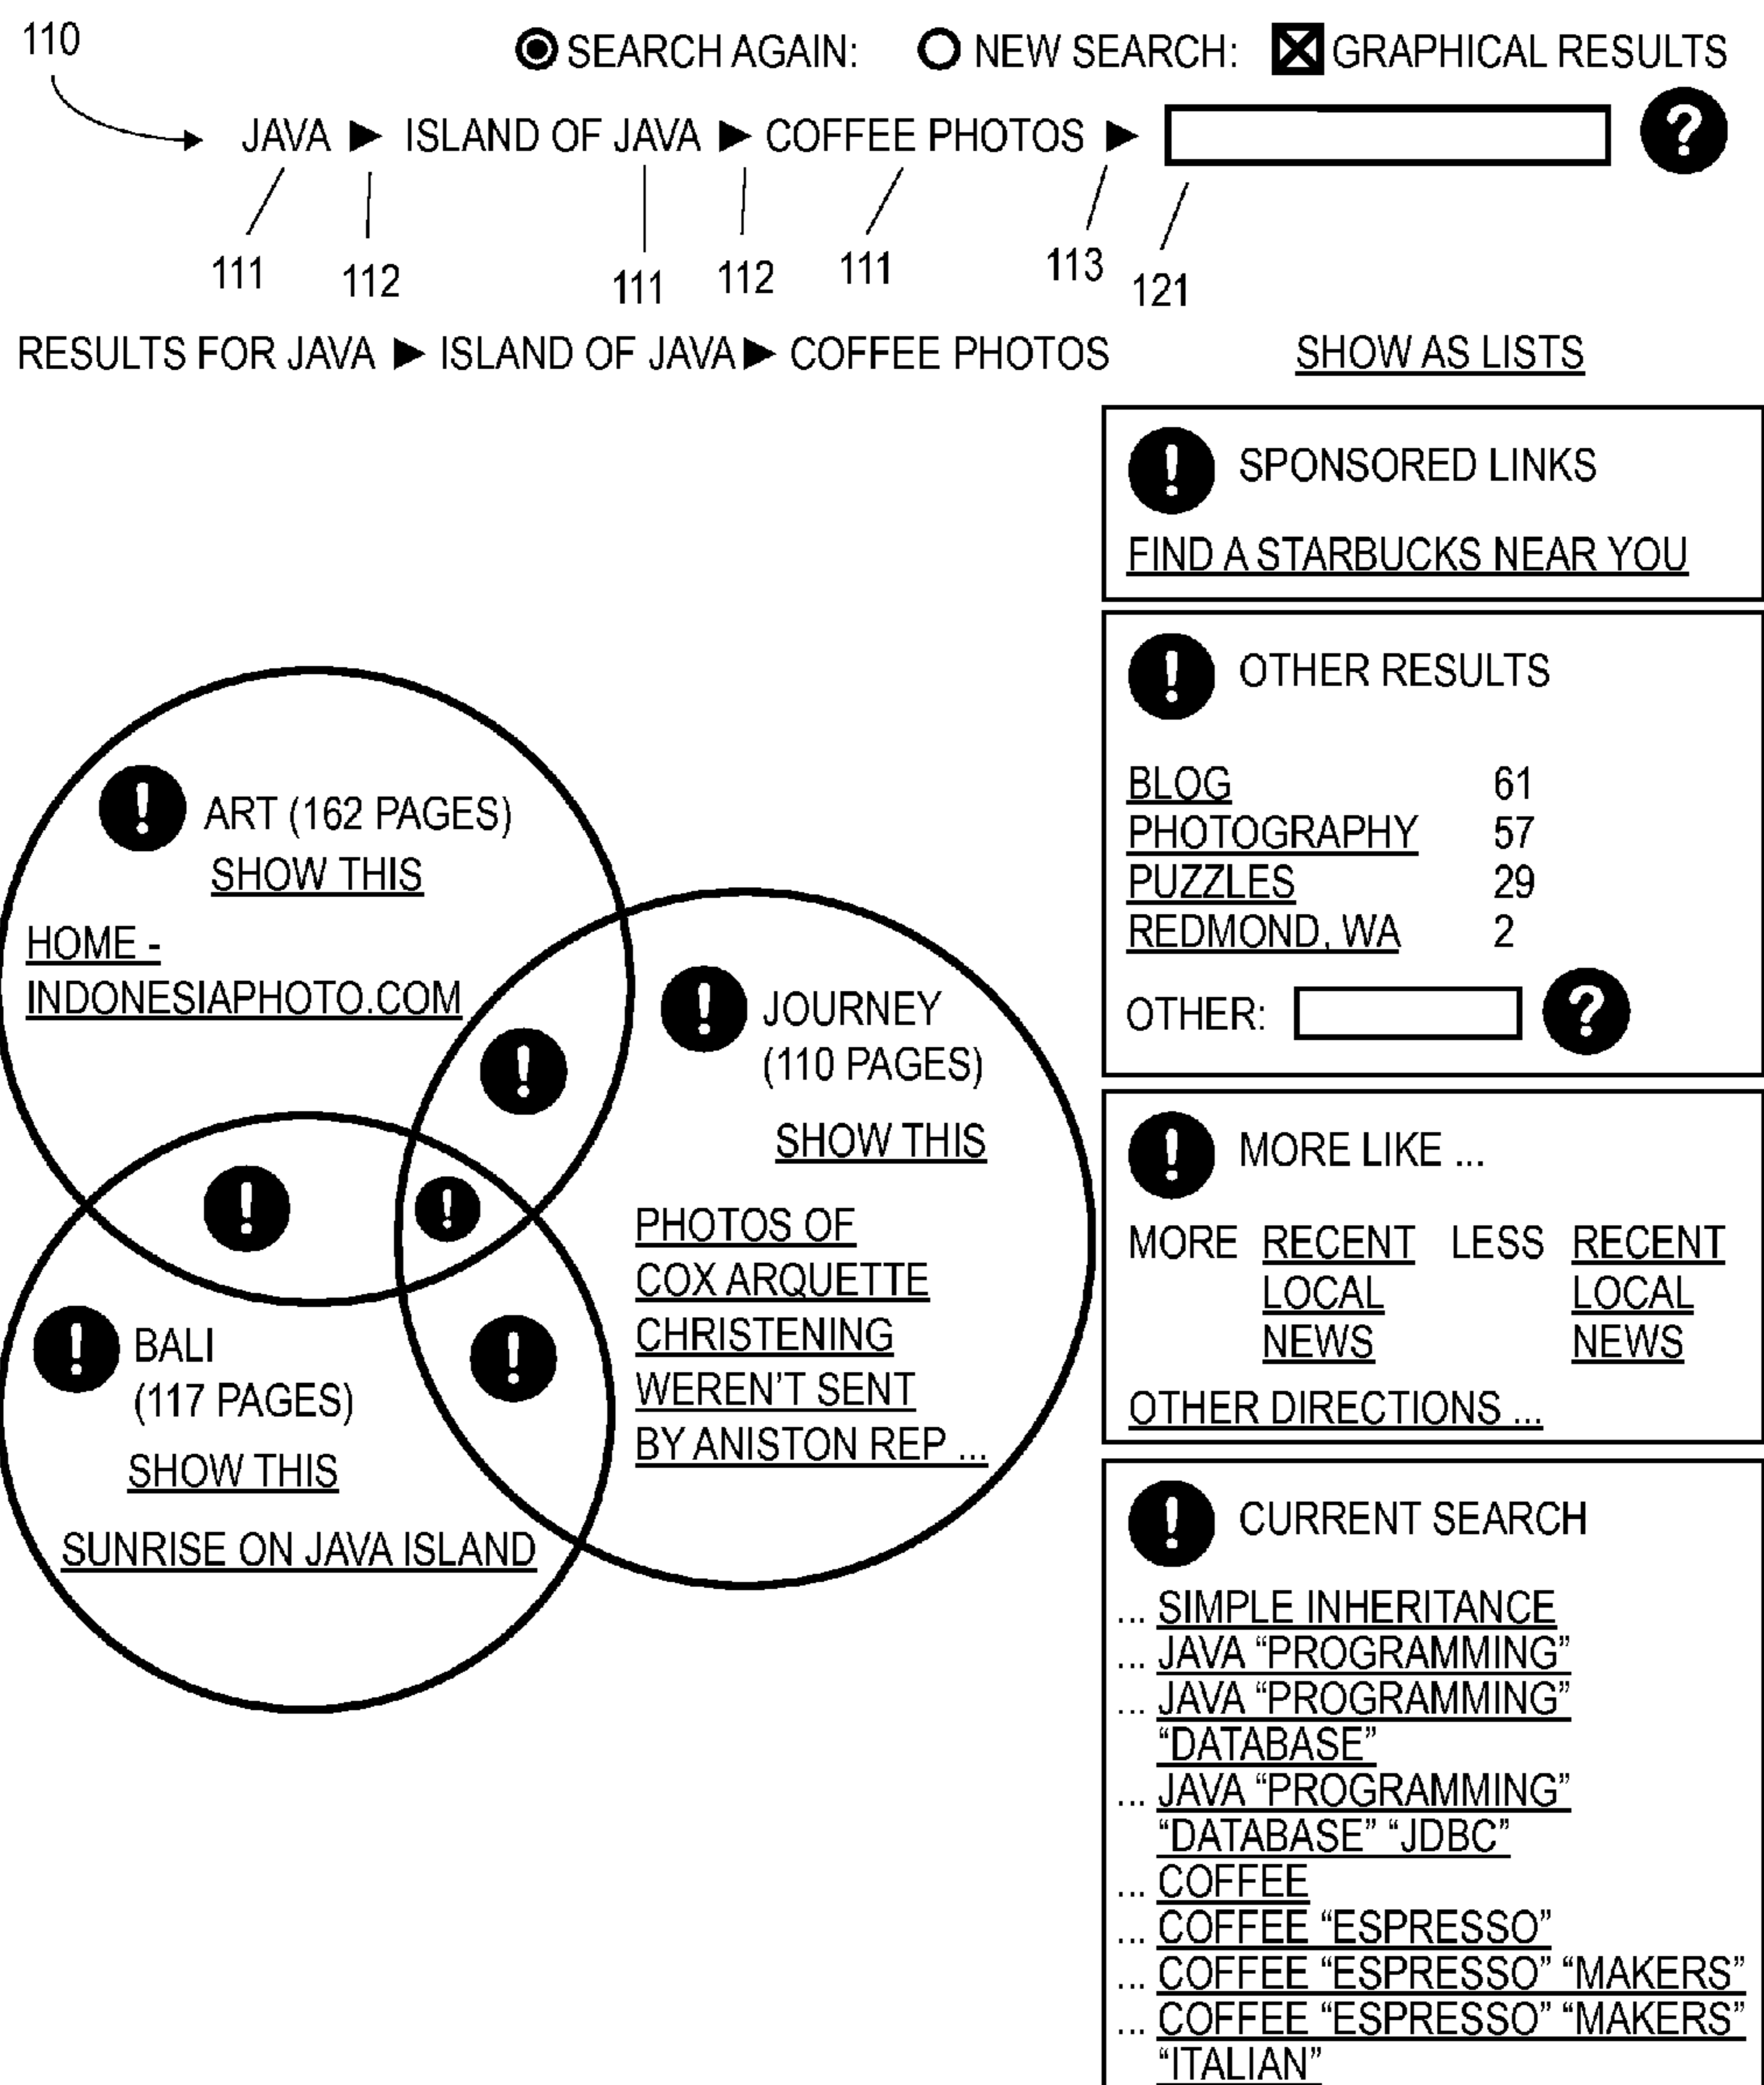 110
SEARCH AGAIN: NEW SEARCH: GRAPHICAL RESULTS
JAVA ▶ ISLAND OF JAVA ▶ COFFEE PHOTOS ▶ ?
111 112 111 112 111 113 121
RESULTS FOR JAVA ▶ ISLAND OF JAVA ▶ COFFEE PHOTOS SHOW AS LISTS
! ART (162 PAGES)
SHOW THIS
HOME -
INDONESIAPHOTO.COM
! JOURNEY
(110 PAGES)
SHOW THIS
PHOTOS OF
COX ARQUETTE
CHRISTENING
WEREN'T SENT
BY ANISTON REP ...
!
!
!
!
! BALI
(117 PAGES)
SHOW THIS
SUNRISE ON JAVA ISLAND
! SPONSORED LINKS
FIND A STARBUCKS NEAR YOU
! OTHER RESULTS
BLOG 61
PHOTOGRAPHY 57
PUZZLES 29
REDMOND, WA 2
OTHER: ?
! MORE LIKE ...
MORE RECENT LESS RECENT
LOCAL LOCAL
NEWS NEWS
OTHER DIRECTIONS ...
! CURRENT SEARCH
... SIMPLE INHERITANCE
... JAVA “PROGRAMMING”
... JAVA “PROGRAMMING”
“DATABASE”
... JAVA “PROGRAMMING”
“DATABASE” “JDBC”
... COFFEE
... COFFEE “ESPRESSO”
... COFFEE “ESPRESSO” “MAKERS”
... COFFEE “ESPRESSO” “MAKERS”
“ITALIAN”